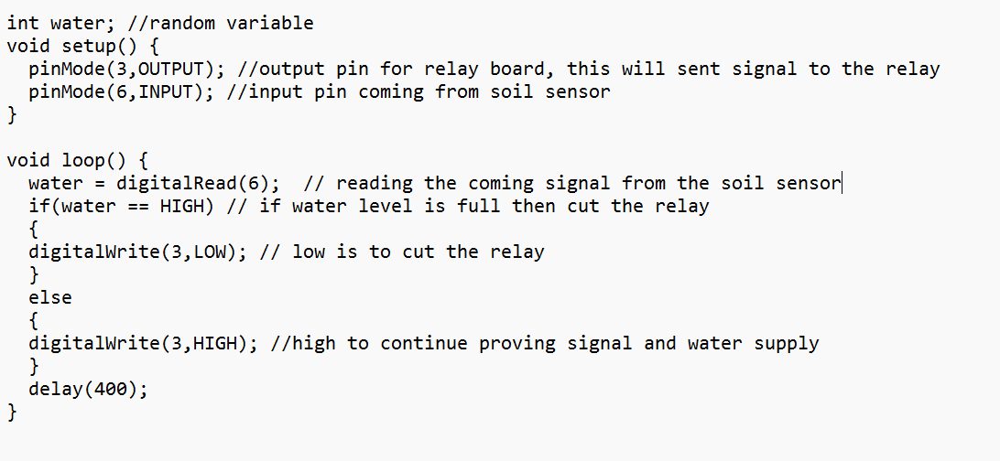 int water; //random variable
void setup() {
  pinMode(3,OUTPUT); //output pin for relay board, this will sent signal to the relay
  pinMode(6,INPUT); //input pin coming from soil sensor
}

void loop() {
  water = digitalRead(6);  // reading the coming signal from the soil sensor
  if(water == HIGH) // if water level is full then cut the relay
  {
  digitalWrite(3,LOW); // low is to cut the relay
  }
  else
  {
  digitalWrite(3,HIGH); //high to continue proving signal and water supply
  }
  delay(400);
}